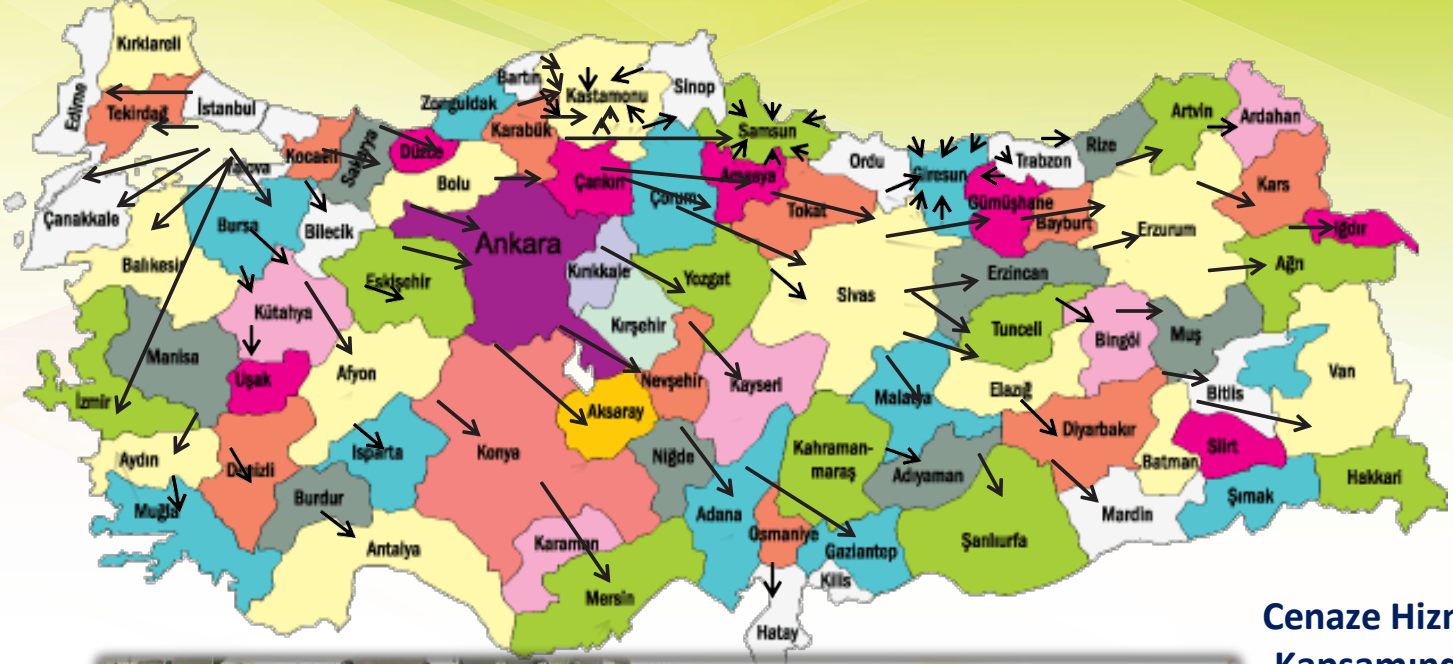 Kırklareli
Edirne
Tekirdağ
İstanbul
Yalova
Kocaeli
Sakarya
Düzce
Zonguldak
Bartın
Karabük
Kastamonu
Sinop
Samsun
Ordu
Giresun
Trabzon
Rize
Artvin
Ardahan
Kars
Iğdır
Ağrı
Erzurum
Bayburt
Gümüşhane
Çanakkale
Balıkesir
Bursa
Bilecik
Bolu
Ankara
Çankırı
Çorum
Amasya
Tokat
Sivas
Erzincan
Tunceli
Bingöl
Muş
Bitlis
Van
Eskişehir
Kütahya
Kırıkkale
Yozgat
Kırşehir
Manisa
Uşak
Afyon
İzmir
Aydın
Denizli
Muğla
Burdur
Isparta
Antalya
Konya
Aksaray
Nevşehir
Kayseri
Niğde
Karaman
Mersin
Adana
Kahraman-
maraş
Malatya
Elazığ
Adıyaman
Diyarbakır
Batman
Siirt
Şırnak
Hakkari
Mardin
Şanlıurfa
Gaziantep
Osmaniye
Kilis
Hatay
Cenaze Hizm